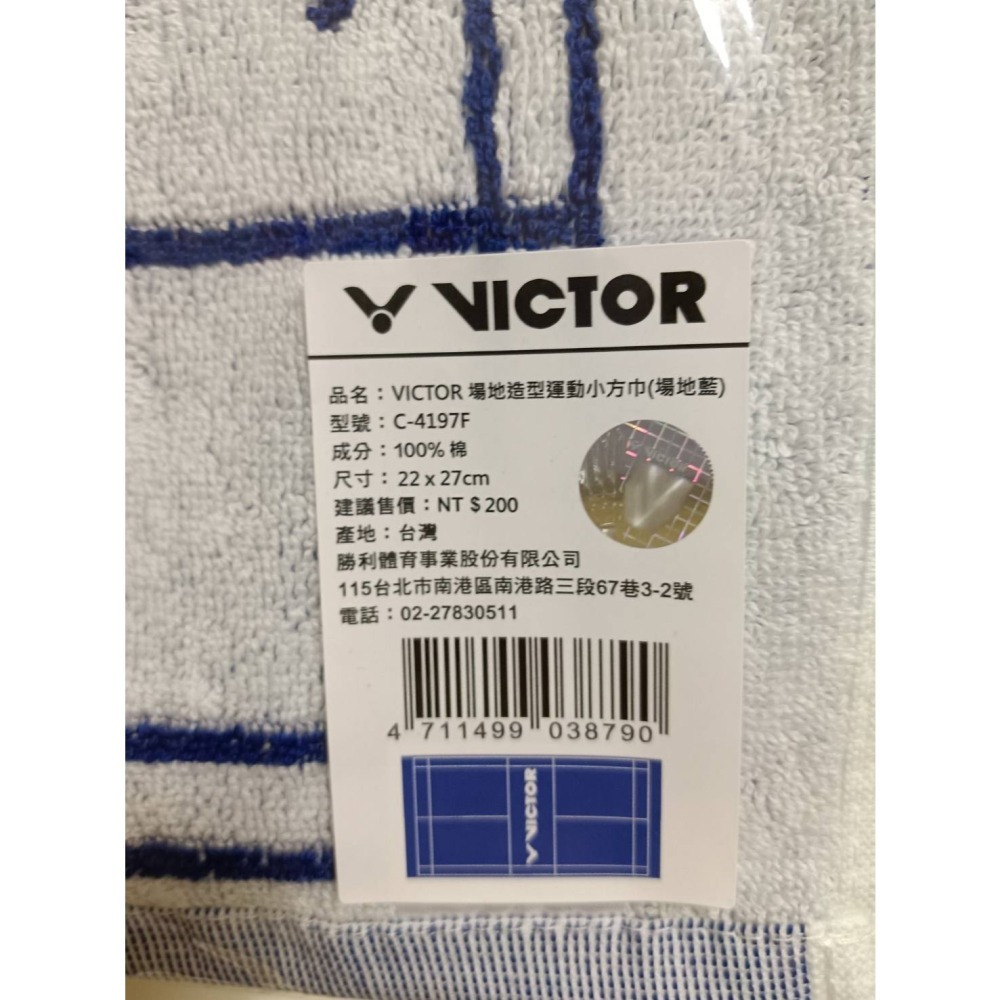 VICTOR
品名：VICTOR 場地造型運動小方巾(場地藍)
型號：C-4197F
成分：100% 棉
尺寸：22 x 27cm
建議售價：NT $ 200
產地：台灣
勝利體育事業股份有限公司
115台北市南港區南港路三段67巷3-2號
電話：02-27830511
VICTOR
4 711499 038790
VICTOR